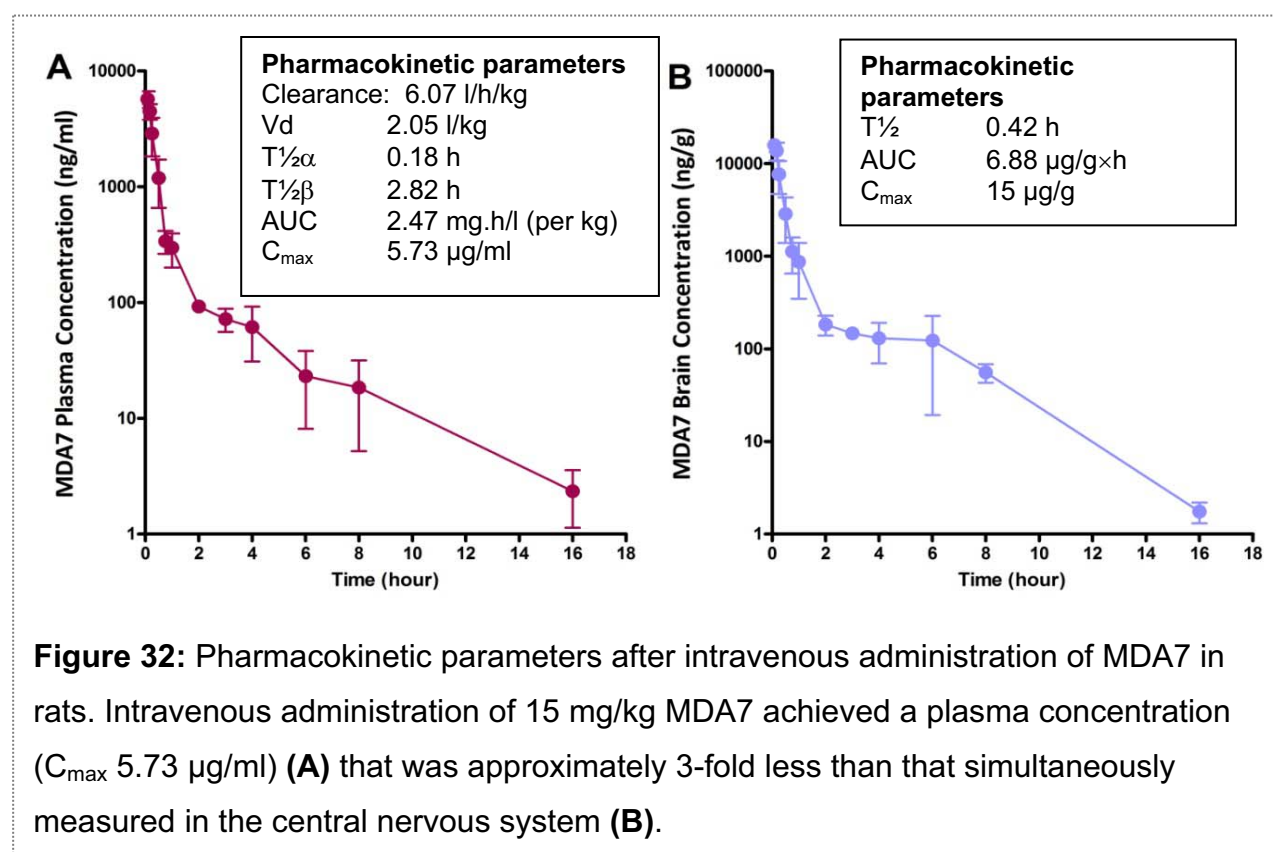 A
Pharmacokinetic parameters
Clearance: 6.07 l/h/kg
Vd 2.05 l/kg
T½α 0.18 h
T½β 2.82 h
AUC 2.47 mg.h/l (per kg)
Cmax 5.73 µg/ml
MDA7 Plasma Concentration (ng/ml)
10000
1000
100
10
1
0 2 4 6 8 10 12 14 16 18
Time (hour)
B
Pharmacokinetic
parameters
T½ 0.42 h
AUC 6.88 µg/g×h
Cmax 15 µg/g
MDA7 Brain Concentration (ng/g)
100000
10000
1000
100
10
1
0 2 4 6 8 10 12 14 16 18
Time (hour)
Figure 32: Pharmacokinetic parameters after intravenous administration of MDA7 in
rats. Intravenous administration of 15 mg/kg MDA7 achieved a plasma concentration
(Cmax 5.73 µg/ml) (A) that was approximately 3-fold less than that simultaneously
measured in the central nervous system (B).